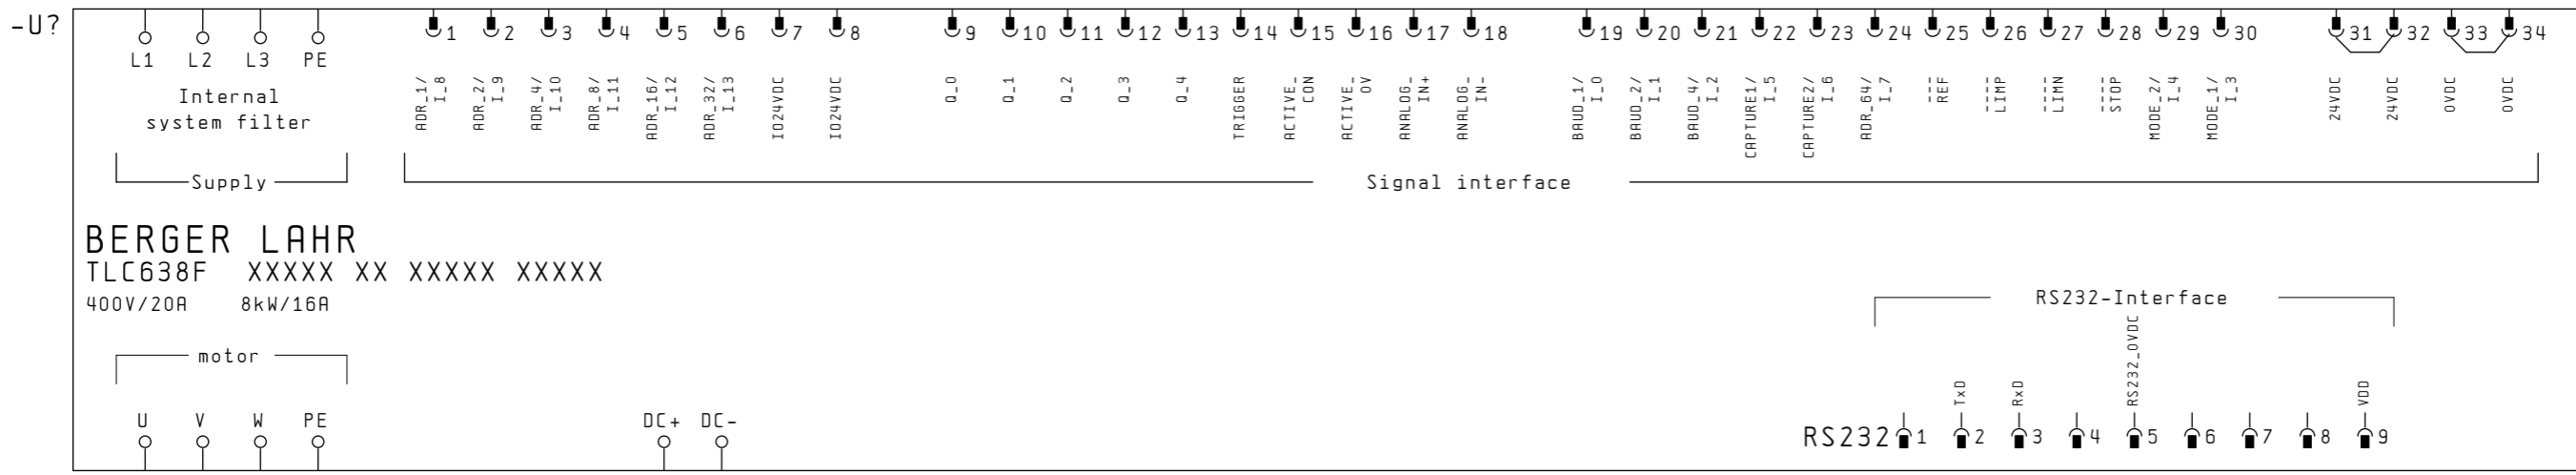 -U?
1 2 3 4 5 6 7 8 9 10 11 12 13 14 15 16 17 18 19 20 21 22 23 24 25 26 27 28 29 30 31 32 33 34
L1 L2 L3 PE
Internal
system filter
Supply
ADR_1/
I_8
ADR_2/
I_9
ADR_4/
I_10
ADR_8/
I_11
ADR_16/
I_12
ADR_32/
I_13
IO24VDC
IO24VDC
Q_0
Q_1
Q_2
Q_3
Q_4
TRIGGER
ACTIVE_
CON
ACTIVE_
0V
ANALOG_
IN+
ANALOG_
IN-
BAUD_1/
I_0
BAUD_2/
I_1
BAUD_4/
I_2
CAPTURE1/
I_5
CAPTURE2/
I_6
ADR_64/
I_7
---
REF
----
LIMP
----
LIMN
----
STOP
MODE_2/
I_4
MODE_1/
I_3
24VDC
24VDC
0VDC
0VDC
Signal interface
BERGER LAHR
TLC638F XXXXX XX XXXXX XXXXX
400V/20A 8kW/16A
motor
U V W PE
DC+ DC-
RS232-Interface
TxD
RxD
RS232_0VDC
VDD
RS232 1 2 3 4 5 6 7 8 9